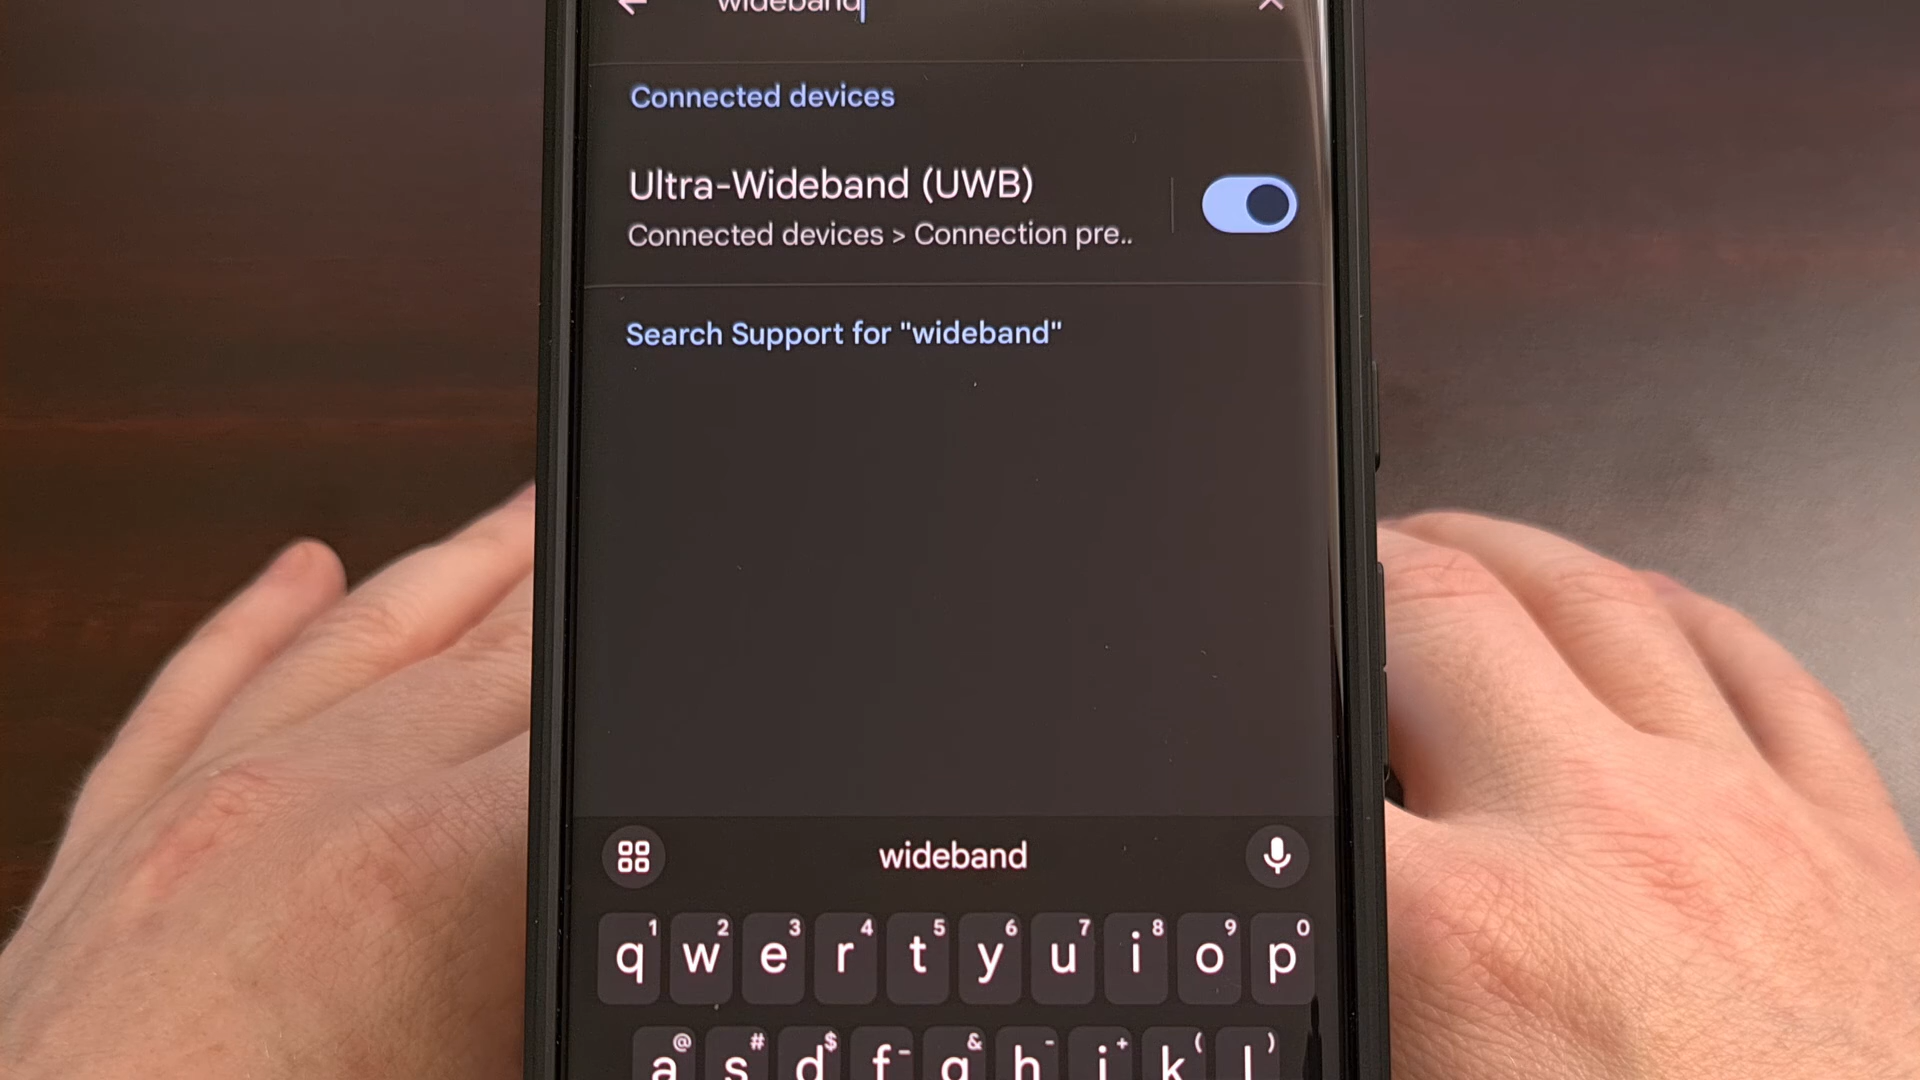 wideband
Connected devices
Ultra-Wideband (UWB)
Connected devices > Connection pre..
Search Support for "wideband"
wideband
q1 w2 e3 r4 t5 y6 u7 i8 o9 p0
a@ s# d$ f- g& h- j+ k( l)